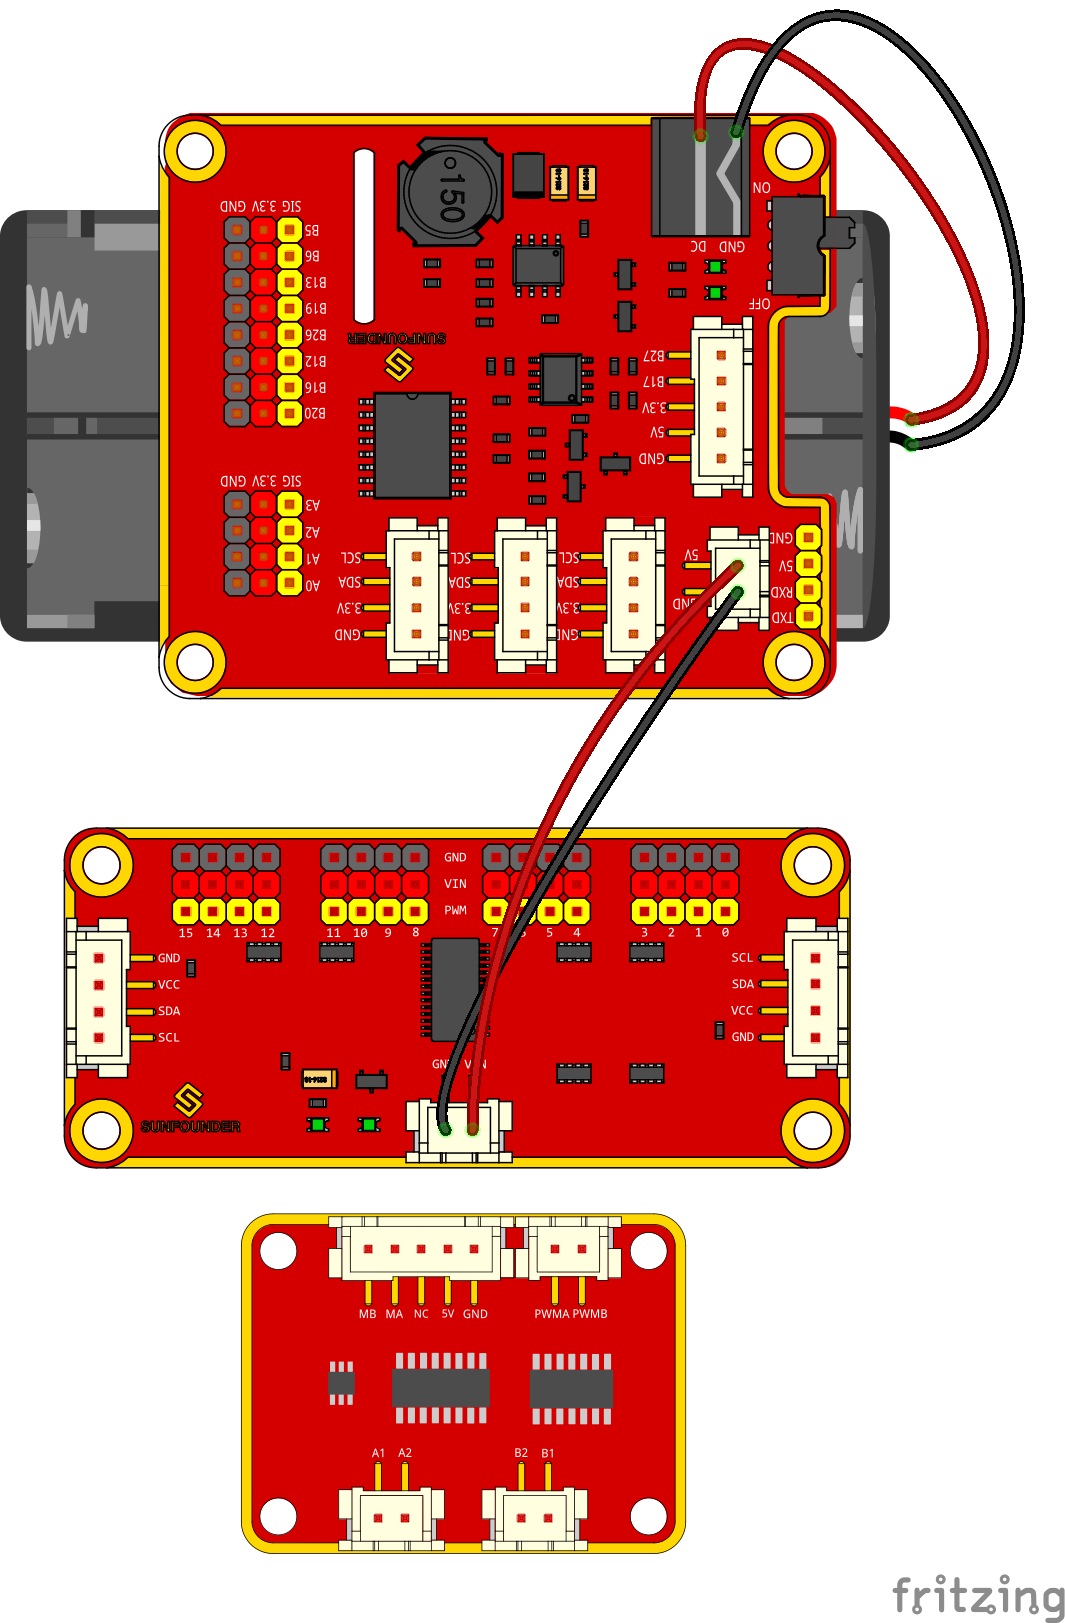 150
ON
DC GND
OFF
GND 3.3V SIG
B5
B6
B13
B19
B26
B12
B16
B20
SUNFOUNDER
B27
B17
3.3V
5V
GND
GND 3.3V SIG
A3
A2
A1
A0
SCL
SDA
3.3V
GND
SCL
SDA
3.3V
GND
SCL
SDA
3.3V
GND
5V
GND
GND
5V
RXD
TXD
GND
VIN
PWM
15 14 13 12 11 10 9 8 7 5 4 3 2 1 0
GND
VCC
SDA
SCL
SCL
SDA
VCC
GND
SUNFOUNDER
MB MA NC 5V GND PWMA PWMB
A1 A2 B2 B1
fritzing